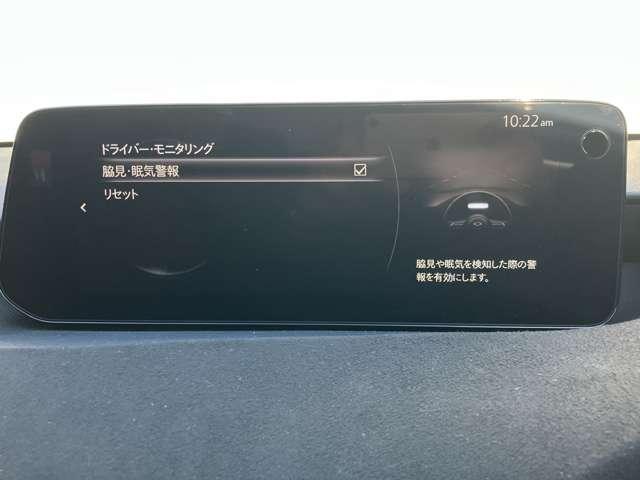 10:22 am
ドライバー・モニタリング
脇見・眠気警報
リセット
脇見や眠気を検知した際の警
報を有効にします。